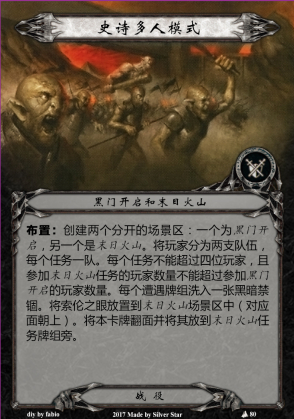 史诗多人模式
黑门开启和末日火山
布置：创建两个分开的场景区：一个为黑门开
启，另一个是末日火山。将玩家分为两支队伍，
每个任务一队。每个任务不能超过四位玩家，且
参加末日火山任务的玩家数量不能超过参加黑门
开启的玩家数量。每个遭遇牌组洗入一张黑暗禁
锢。将索伦之眼放置到末日火山场景区中（对应
面朝上）。将本卡牌翻面并将其放到末日火山任
务牌组旁。
战役
diy by fabio
2017 Made by Silver Star
80